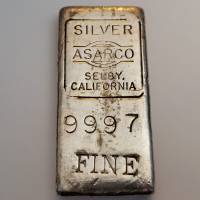 SILVER
ASARCO
SELBY,
CALIFORNIA
9997
FINE